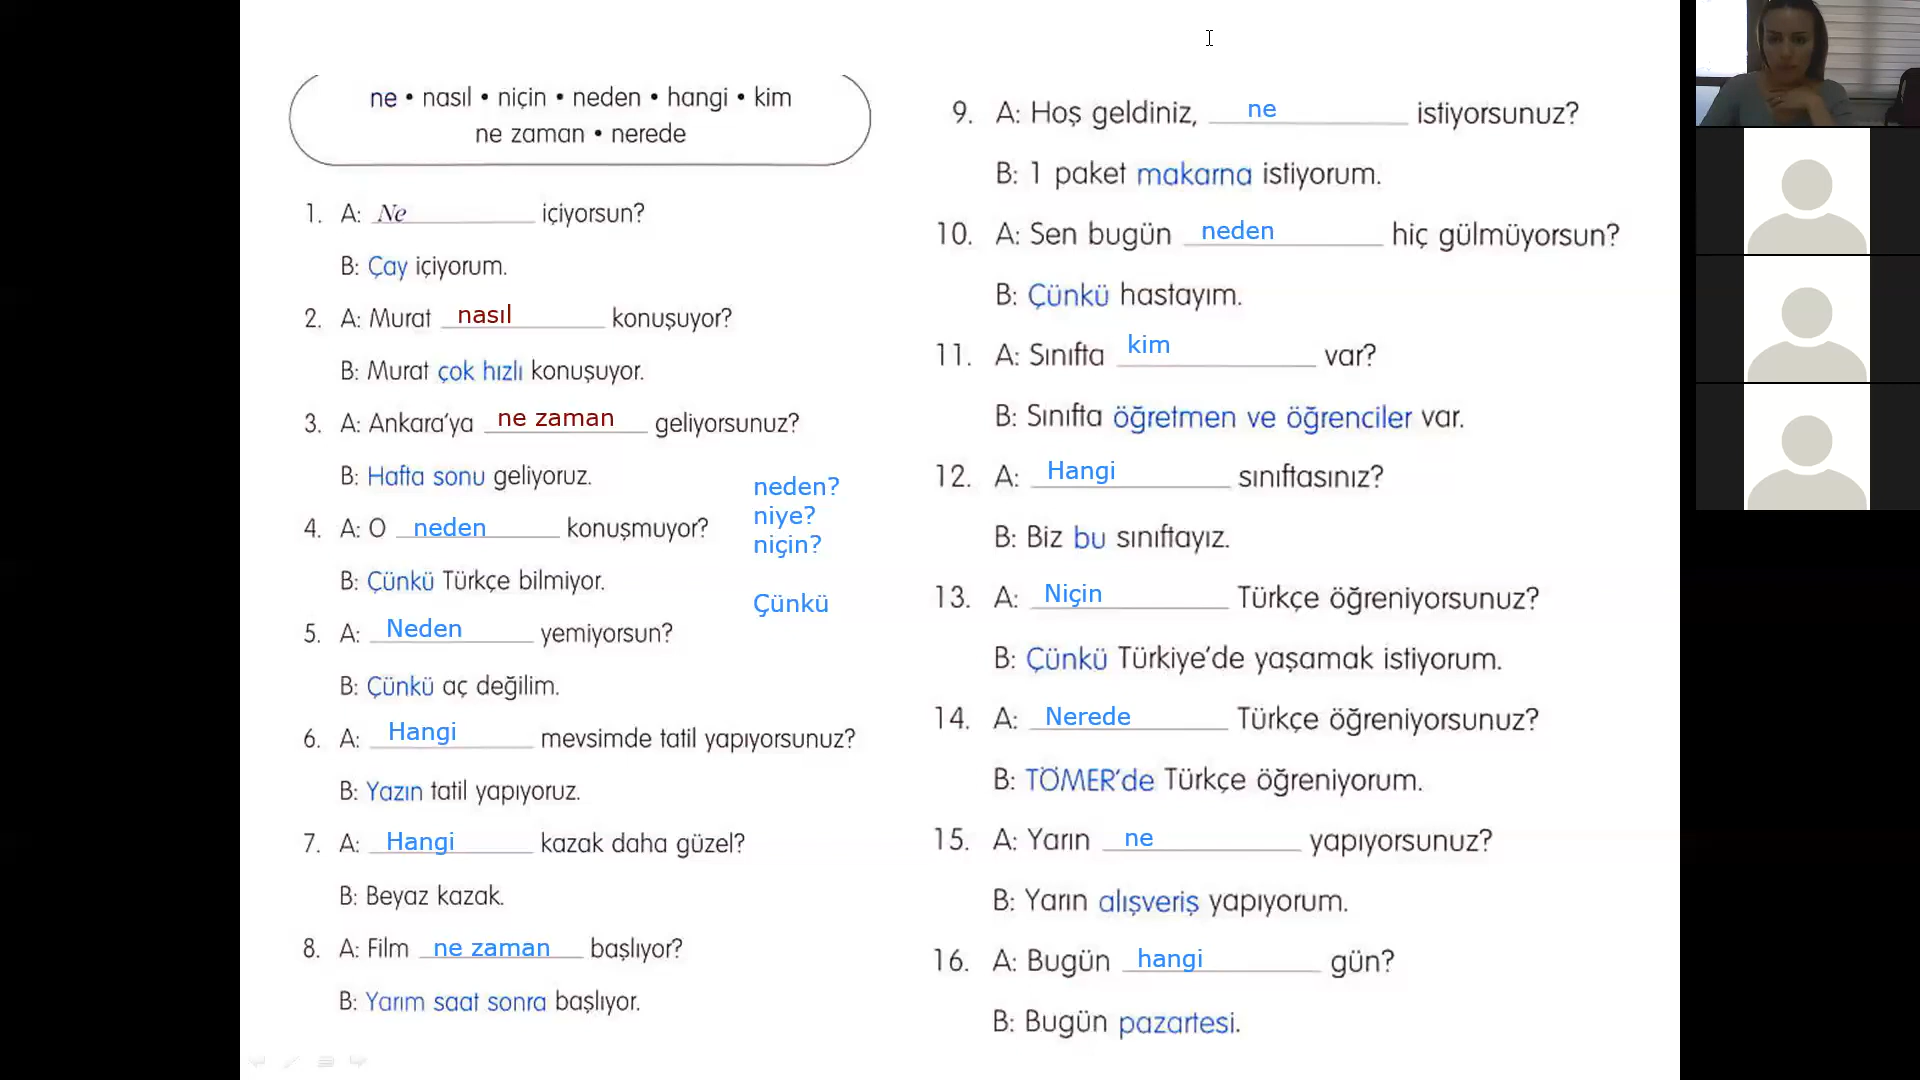 ne • nasıl • niçin • neden • hangi • kim
ne zaman • nerede
1. A: Ne içiyorsun?
B: Çay içiyorum.
2. A: Murat nasıl konuşuyor?
B: Murat çok hızlı konuşuyor.
3. A: Ankara'ya ne zaman geliyorsunuz?
B: Hafta sonu geliyoruz.
4. A: O neden konuşmuyor?
B: Çünkü Türkçe bilmiyor.
5. A: Neden yemiyorsun?
B: Çünkü aç değilim.
6. A: Hangi mevsimde tatil yapıyorsunuz?
B: Yazın tatil yapıyoruz.
7. A: Hangi kazak daha güzel?
B: Beyaz kazak.
8. A: Film ne zaman başlıyor?
B: Yarım saat sonra başlıyor.
neden?
niye?
niçin?
Çünkü
9. A: Hoş geldiniz, ne istiyorsunuz?
B: 1 paket makarna istiyorum.
10. A: Sen bugün neden hiç gülmüyorsun?
B: Çünkü hastayım.
11. A: Sınıfta kim var?
B: Sınıfta öğretmen ve öğrenciler var.
12. A: Hangi sınıftasınız?
B: Biz bu sınıftayız.
13. A: Niçin Türkçe öğreniyorsunuz?
B: Çünkü Türkiye'de yaşamak istiyorum.
14. A: Nerede Türkçe öğreniyorsunuz?
B: TÖMER'de Türkçe öğreniyorum.
15. A: Yarın ne yapıyorsunuz?
B: Yarın alışveriş yapıyorum.
16. A: Bugün hangi gün?
B: Bugün pazartesi.